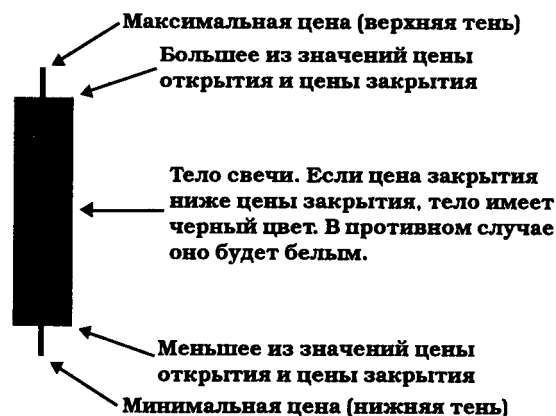 Максимальная цена (верхняя тень)
Большее из значений цены
открытия и цены закрытия
Тело свечи. Если цена закрытия
ниже цены закрытия, тело имеет
черный цвет. В противном случае
оно будет белым.
Меньшее из значений цены
открытия и цены закрытия
Минимальная цена (нижняя тень)